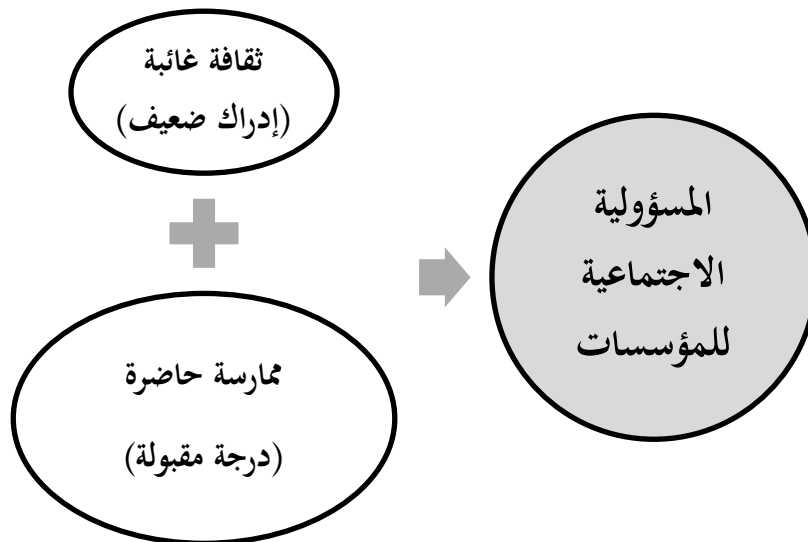 ثقافة غائبة
(إدراك ضعيف)
ممارسة حاضرة
(درجة مقبولة)
المسؤولية
الاجتماعية
للمؤسسات